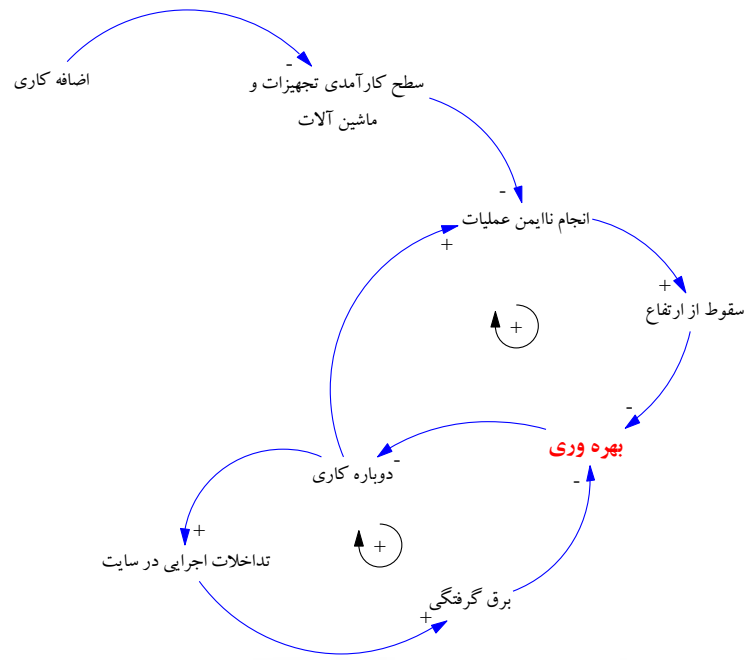 اضافه کاری
-
سطح کارآمدی تجهیزات و
ماشین آلات
-
انجام ناایمن عملیات
+
+
سقوط از ارتفاع
+
-
بهره وری
-
دوباره کاری
-
+
+
تداخلات اجرایی در سایت
برق گرفتگی
+